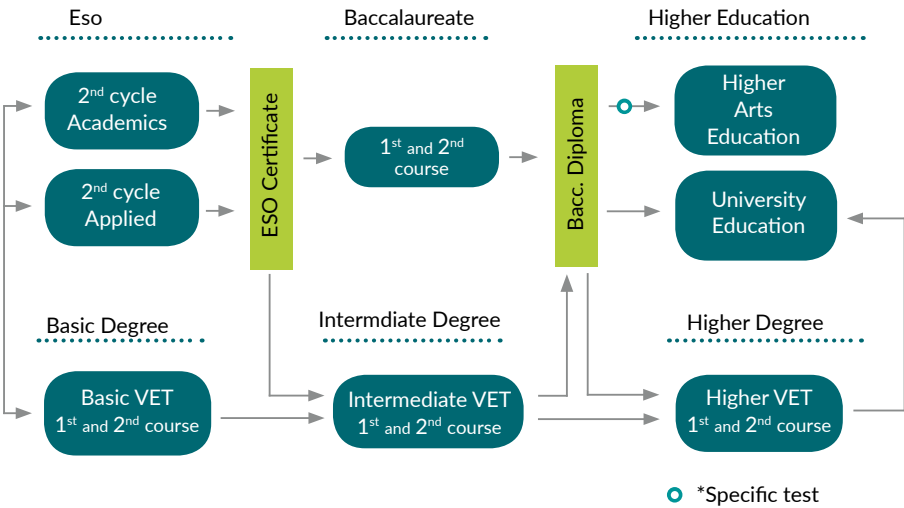 Eso
Baccalaureate
Higher Education
2nd cycle
Academics
2nd cycle
Applied
ESO Certificate
1st and 2nd
course
Bacc. Diploma
Higher
Arts
Education
University
Education
Basic Degree
Intermdiate Degree
Higher Degree
Basic VET
1st and 2nd course
Intermediate VET
1st and 2nd course
Higher VET
1st and 2nd course
*Specific test